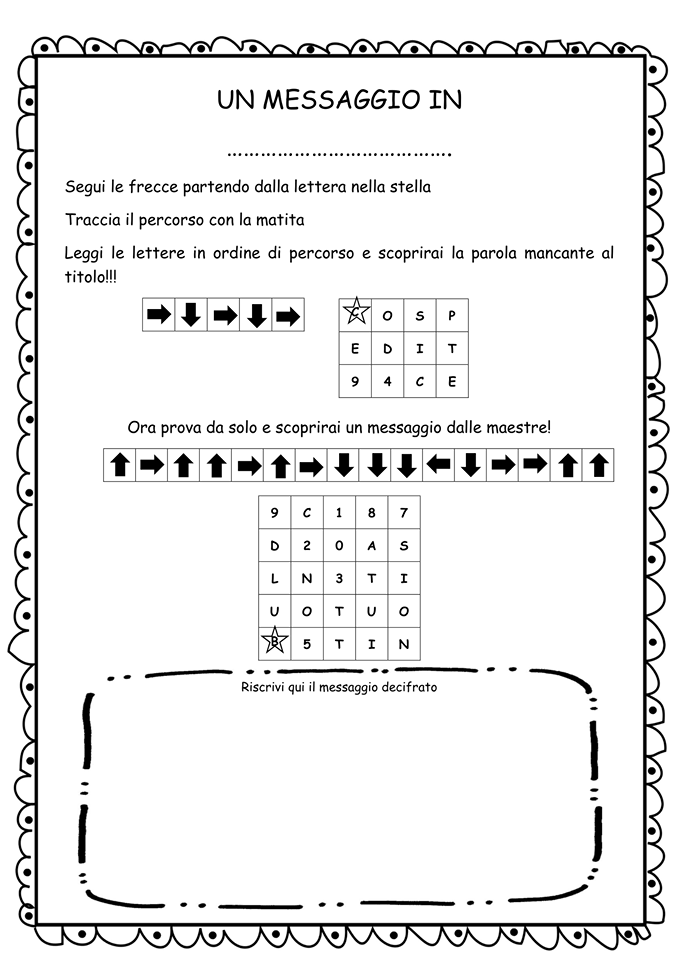 UN MESSAGGIO IN
……………………………………….
Segui le frecce partendo dalla lettera nella stella
Traccia il percorso con la matita
Leggi le lettere in ordine di percorso e scoprirai la parola mancante al
titolo!!!
C O S P
E D I T
9 4 C E
Ora prova da solo e scoprirai un messaggio dalle maestre!
9 C 1 8 7
D 2 0 A S
L N 3 T I
U O T U O
B 5 T I N
Riscrivi qui il messaggio decifrato